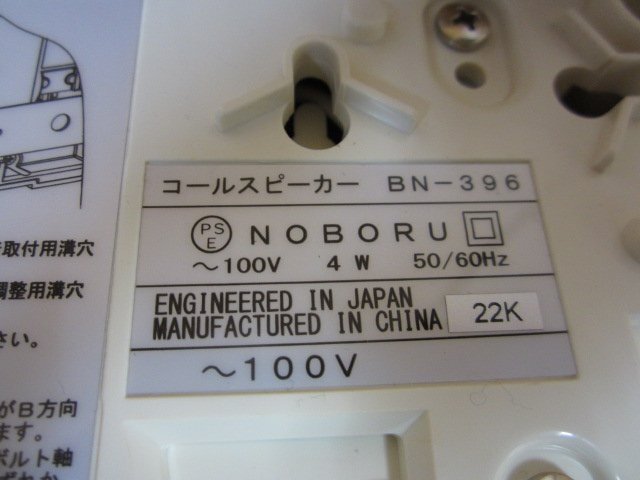 コールスピーカー BN-396
PS
E
NOBORU
～100V 4W 50/60Hz
ENGINEERED IN JAPAN
MANUFACTURED IN CHINA
22K
～100V
取付用溝穴
調整用溝穴
さい。
がB方向
ます。
ボルト軸